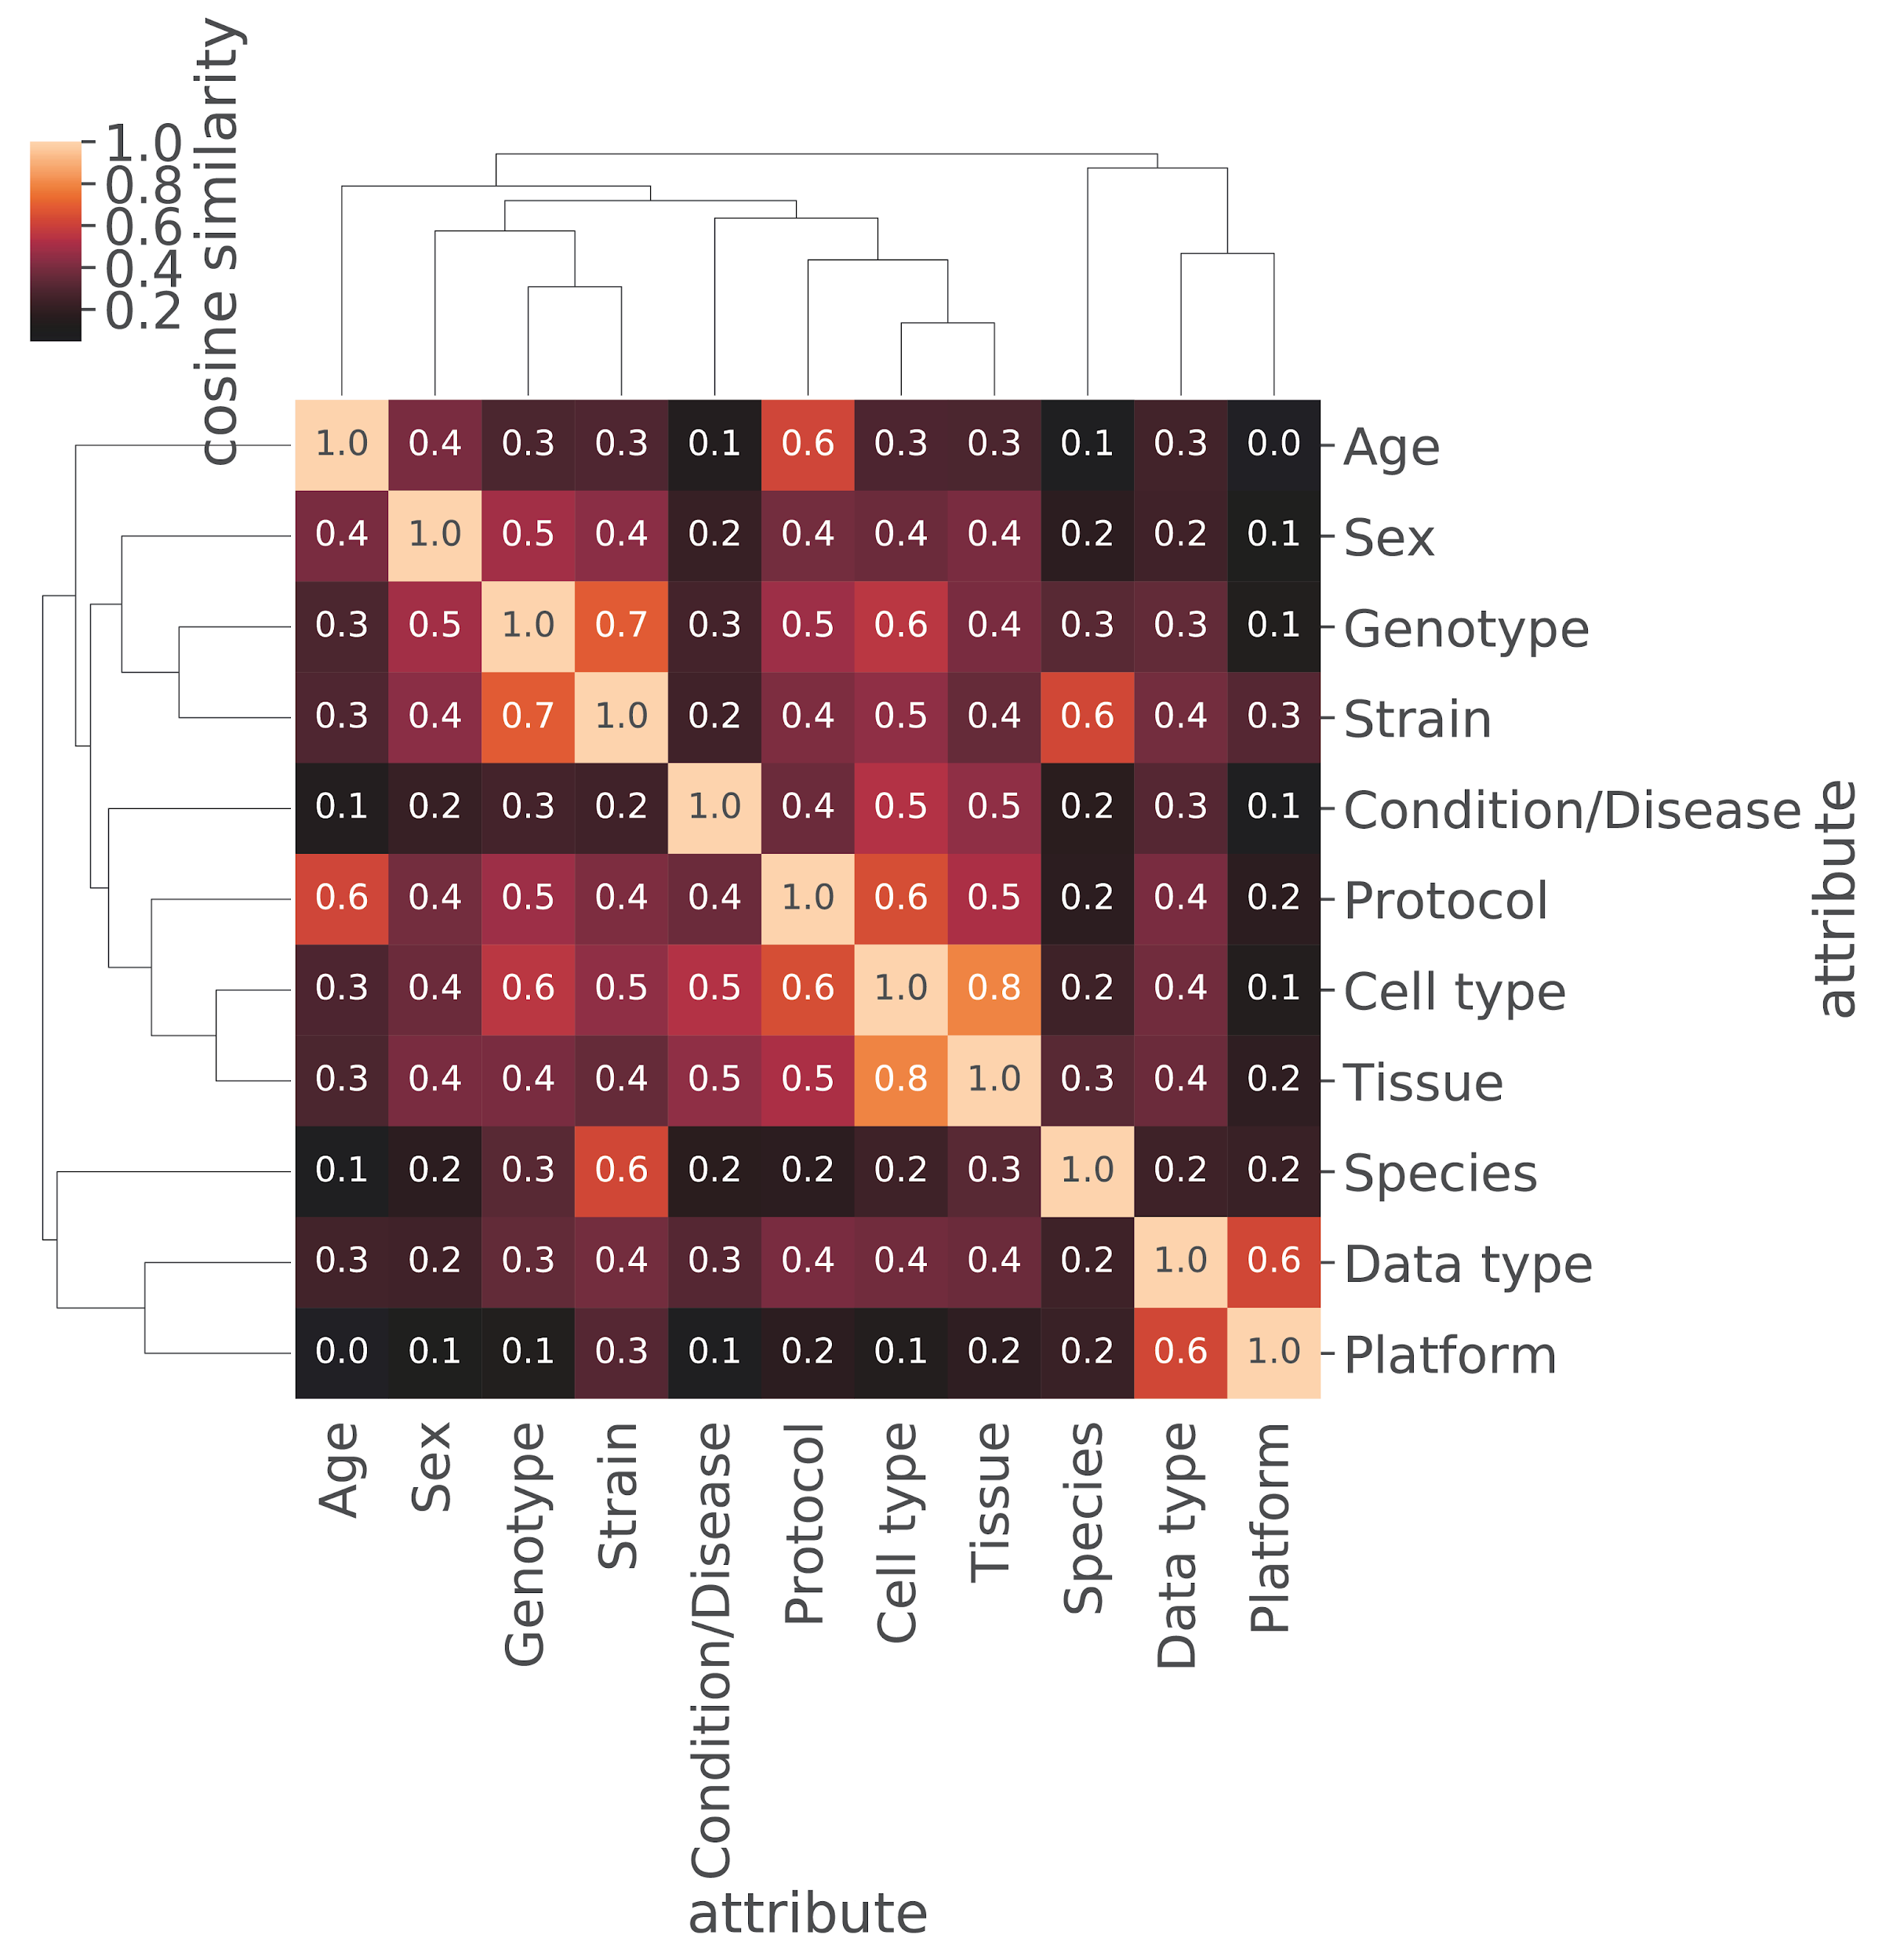 cosine similarity
1.0
0.8
0.6
0.4
0.2
1.0 0.4 0.3 0.3 0.1 0.6 0.3 0.3 0.1 0.3 0.0 Age
0.4 1.0 0.5 0.4 0.2 0.4 0.4 0.4 0.2 0.2 0.1 Sex
0.3 0.5 1.0 0.7 0.3 0.5 0.6 0.4 0.3 0.3 0.1 Genotype
0.3 0.4 0.7 1.0 0.2 0.4 0.5 0.4 0.6 0.4 0.3 Strain
0.1 0.2 0.3 0.2 1.0 0.4 0.5 0.5 0.2 0.3 0.1 Condition/Disease
0.6 0.4 0.5 0.4 0.4 1.0 0.6 0.5 0.2 0.4 0.2 Protocol
0.3 0.4 0.6 0.5 0.5 0.6 1.0 0.8 0.2 0.4 0.1 Cell type
0.3 0.4 0.4 0.4 0.5 0.5 0.8 1.0 0.3 0.4 0.2 Tissue
0.1 0.2 0.3 0.6 0.2 0.2 0.2 0.3 1.0 0.2 0.2 Species
0.3 0.2 0.3 0.4 0.3 0.4 0.4 0.4 0.2 1.0 0.6 Data type
0.0 0.1 0.1 0.3 0.1 0.2 0.1 0.2 0.2 0.6 1.0 Platform
attribute
Age
Sex
Genotype
Strain
Condition/Disease
Protocol
Cell type
Tissue
Species
Data type
Platform
attribute